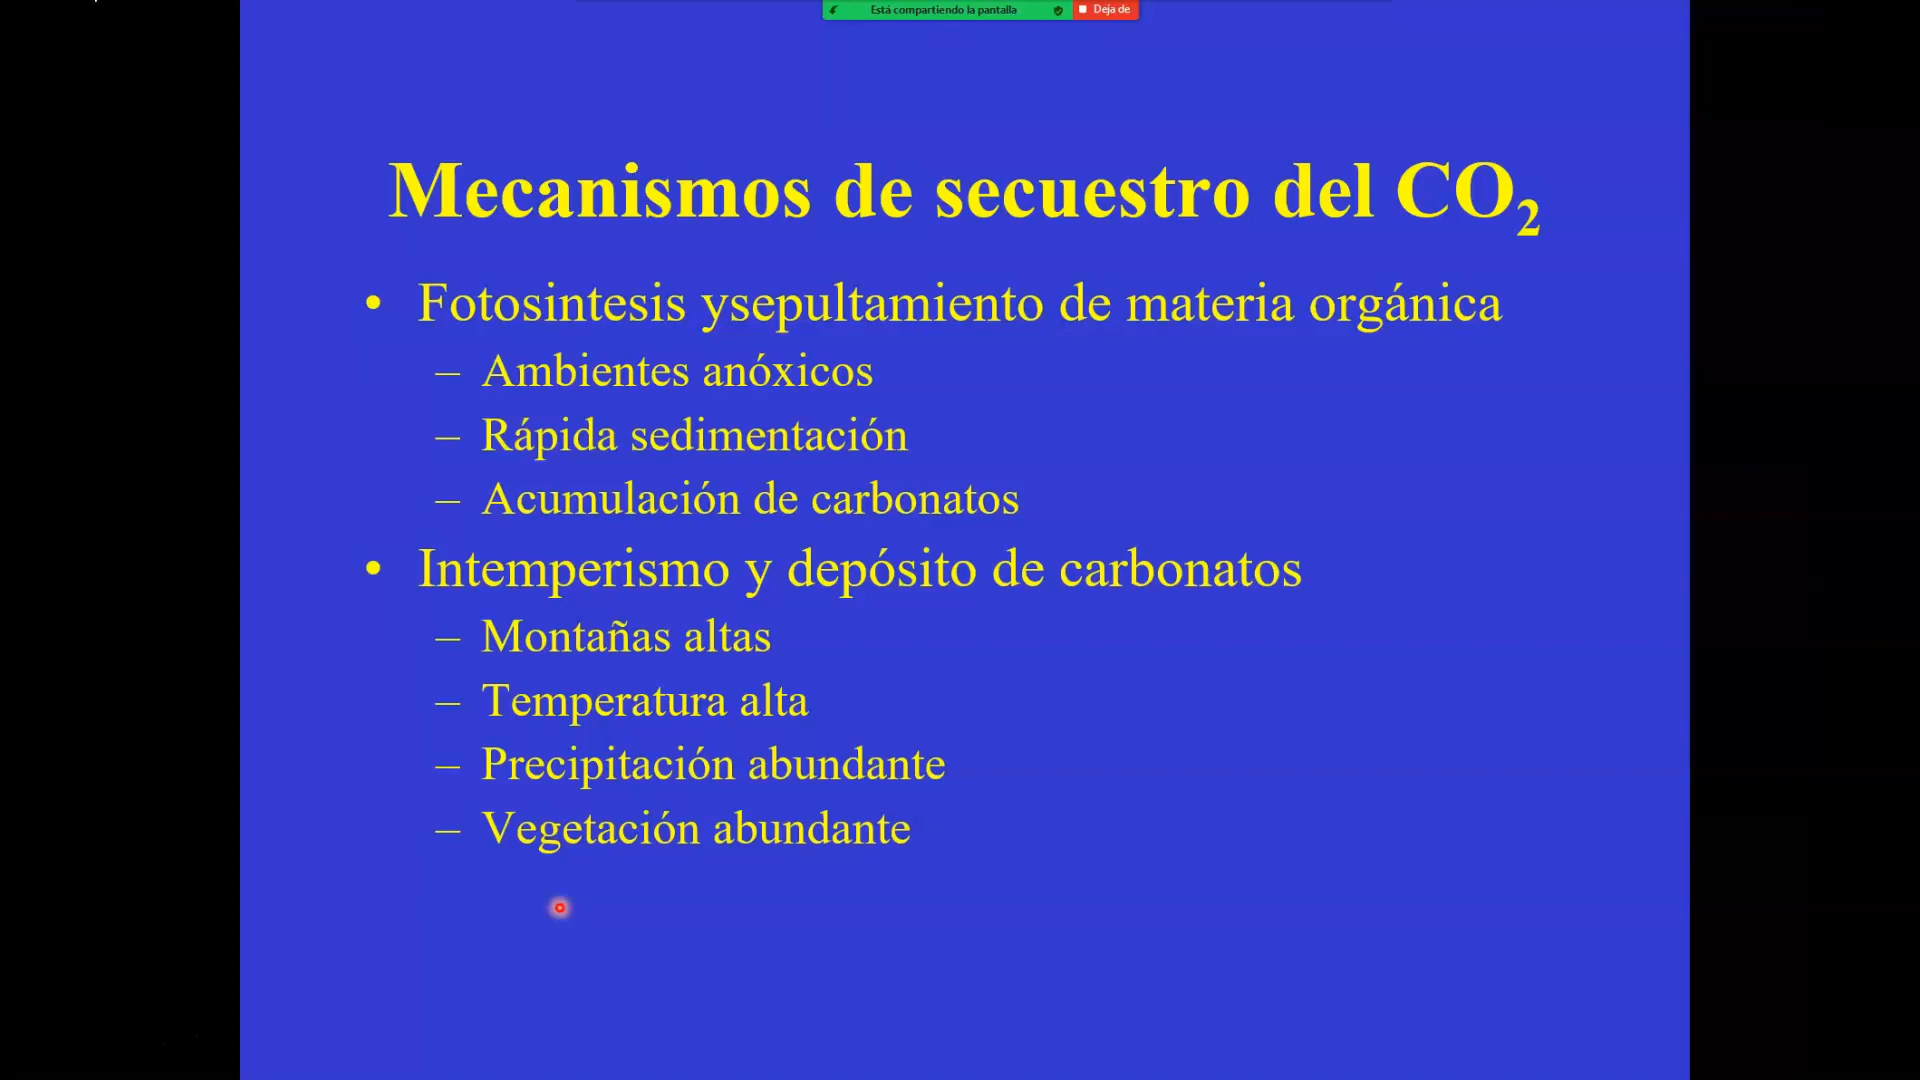 Está compartiendo la pantalla
Deja de
Mecanismos de secuestro del CO₂
• Fotosintesis ysepultamiento de materia orgánica
– Ambientes anóxicos
– Rápida sedimentación
– Acumulación de carbonatos
• Intemperismo y depósito de carbonatos
– Montañas altas
– Temperatura alta
– Precipitación abundante
– Vegetación abundante